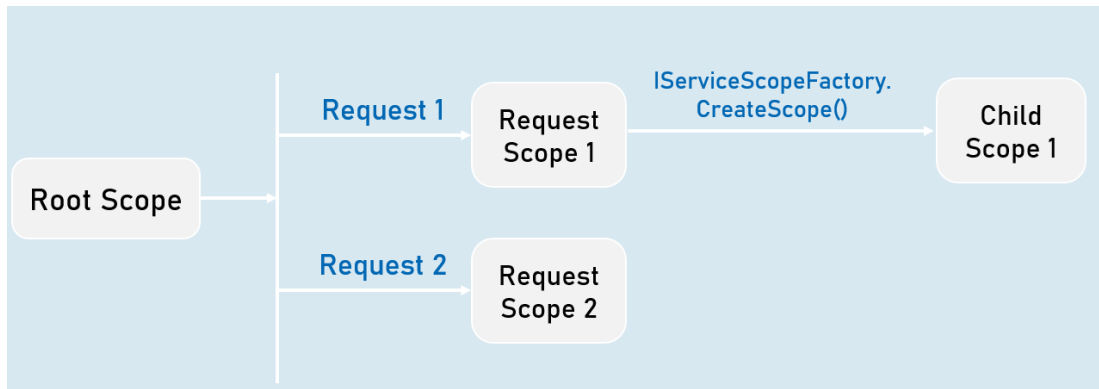 Root Scope
Request 1
Request
Scope 1
IServiceScopeFactory.
CreateScope()
Child
Scope 1
Request 2
Request
Scope 2